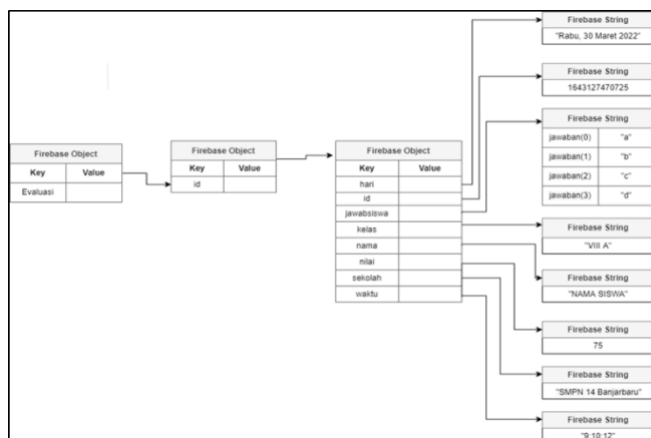 Firebase Object
Key Value
Evaluasi
Firebase Object
Key Value
id
Firebase Object
Key Value
hari
id
jawabsiswa
kelas
nama
nilai
sekolah
waktu
Firebase String
"Rabu, 30 Maret 2022"
Firebase String
1643127470725
Firebase String
jawaban(0) "a"
jawaban(1) "b"
jawaban(2) "c"
jawaban(3) "d"
Firebase String
"VIII A"
Firebase String
"NAMA SISWA"
Firebase String
75
Firebase String
"SMPN 14 Banjarbaru"
Firebase String
"9:10:12"